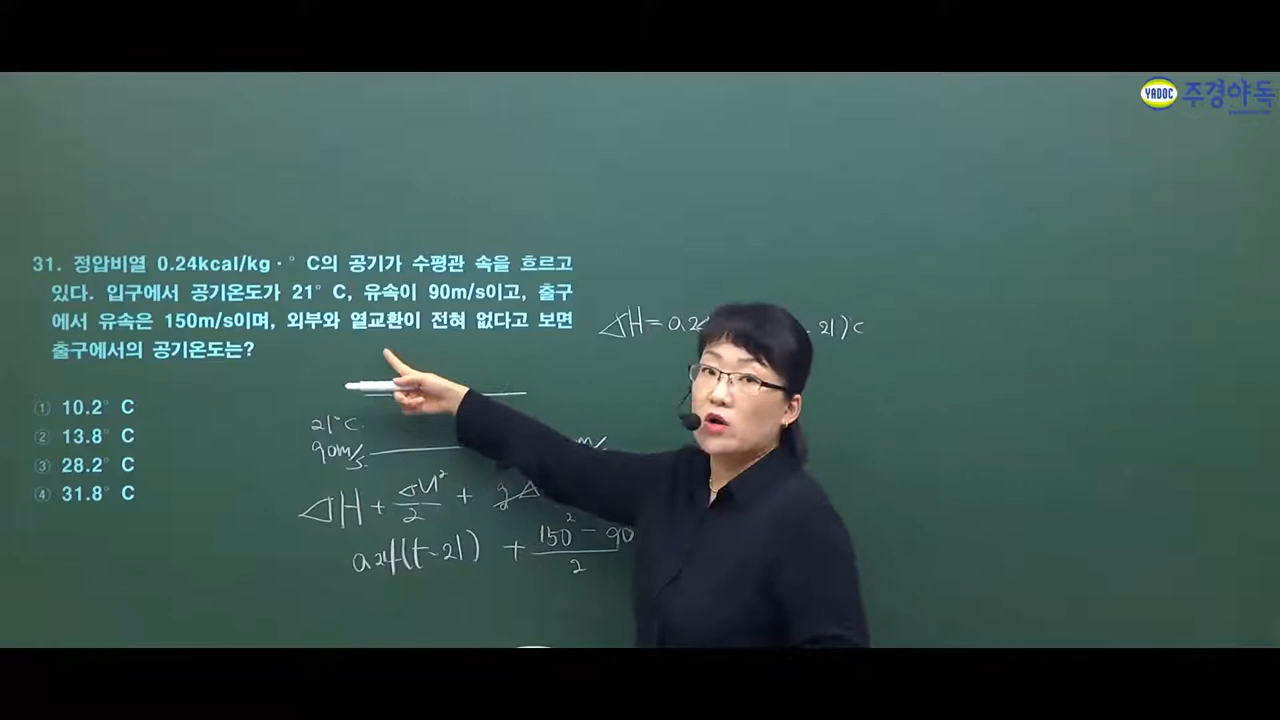 YADOC 주경야독
31. 정압비열 0.24kcal/kg·° C의 공기가 수평관 속을 흐르고
있다. 입구에서 공기온도가 21° C, 유속이 90m/s이고, 출구
에서 유속은 150m/s이며, 외부와 열교환이 전혀 없다고 보면
출구에서의 공기온도는?
① 10.2° C
② 13.8° C
③ 28.2° C
④ 31.8° C
ΔH = 0.2 - 21)°C
21°C
90m/s
ΔH + Δu²/2 + gΔ
0.24(t-21) + 150² - 90/2